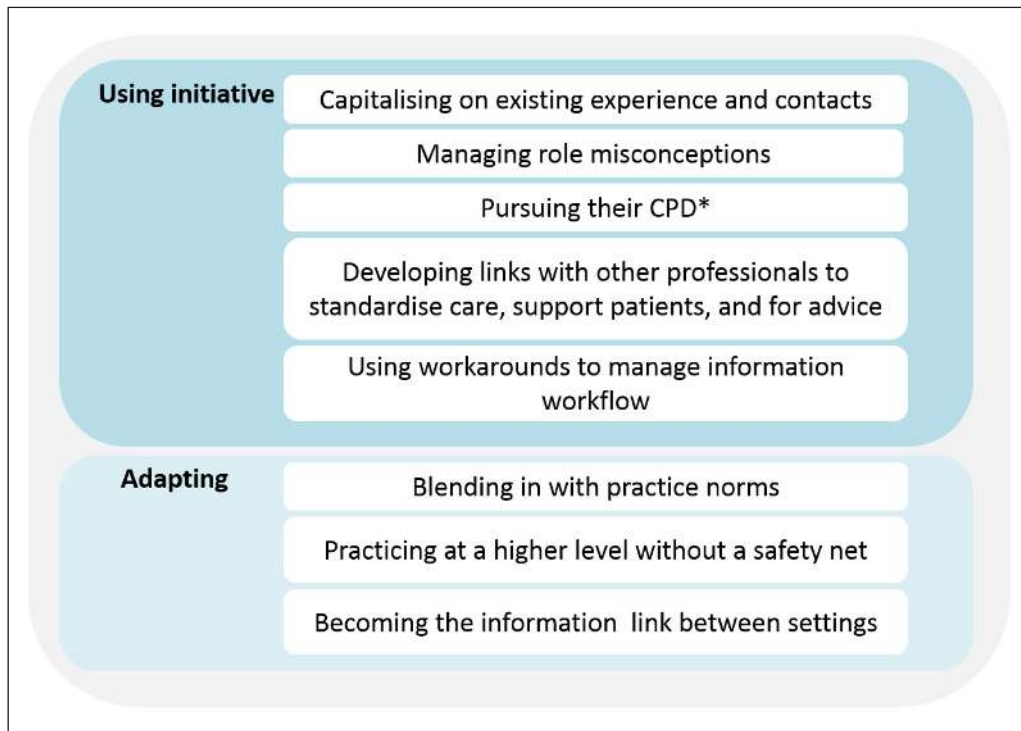 Using initiative
Capitalising on existing experience and contacts
Managing role misconceptions
Pursuing their CPD*
Developing links with other professionals to
standardise care, support patients, and for advice
Using workarounds to manage information
workflow
Adapting
Blending in with practice norms
Practicing at a higher level without a safety net
Becoming the information  link between settings